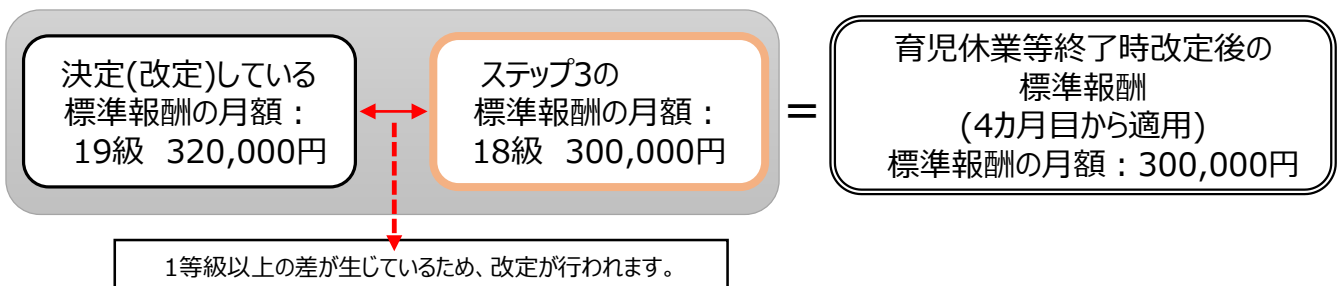 決定(改定)している
標準報酬の月額：
19級 320,000円
ステップ3の
標準報酬の月額：
18級 300,000円
＝
育児休業等終了時改定後の
標準報酬
(4カ月目から適用)
標準報酬の月額：300,000円
1等級以上の差が生じているため、改定が行われます。